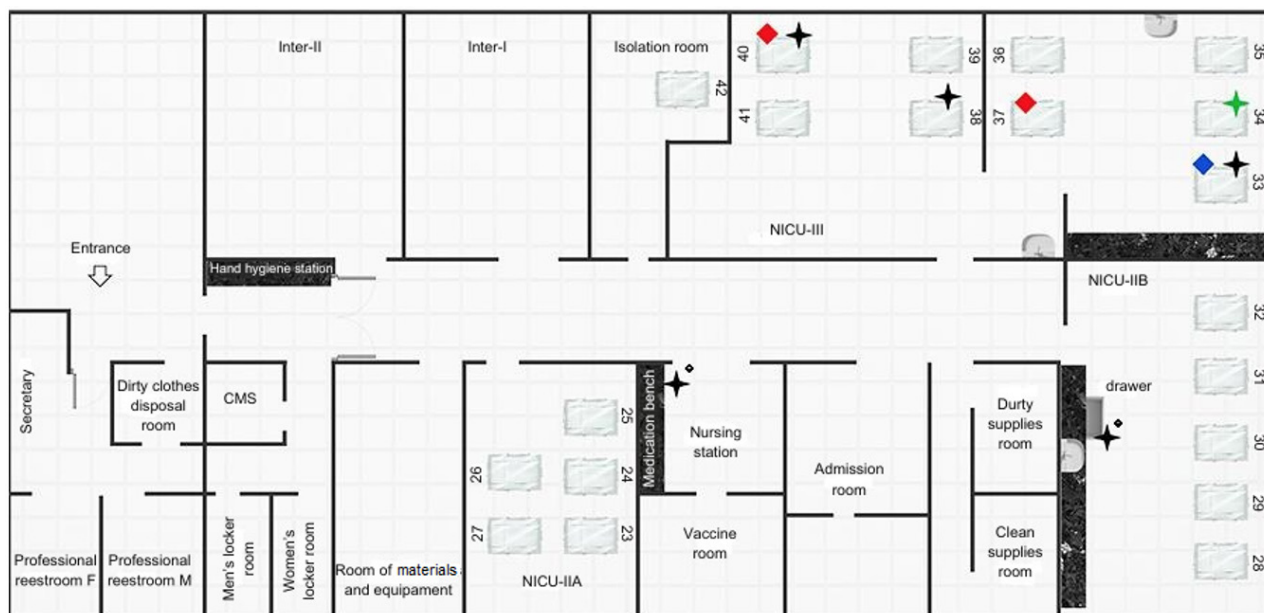 Inter-II
Inter-I
Isolation room
42
40
41
39
38
36
37
35
34
33
NICU-III
Entrance
Hand hygiene station
NICU-IIB
32
31
30
29
28
Secretary
Dirty clothes
disposal
room
CMS
Medication bench
25
24
23
26
27
NICU-IIA
Nursing
station
Vaccine
room
Admission
room
Durty
supplies
room
Clean
supplies
room
drawer
Professional
reestroom F
Professional
reestroom M
Men's locker
room
Women's
locker room
Room of materials
and equipament